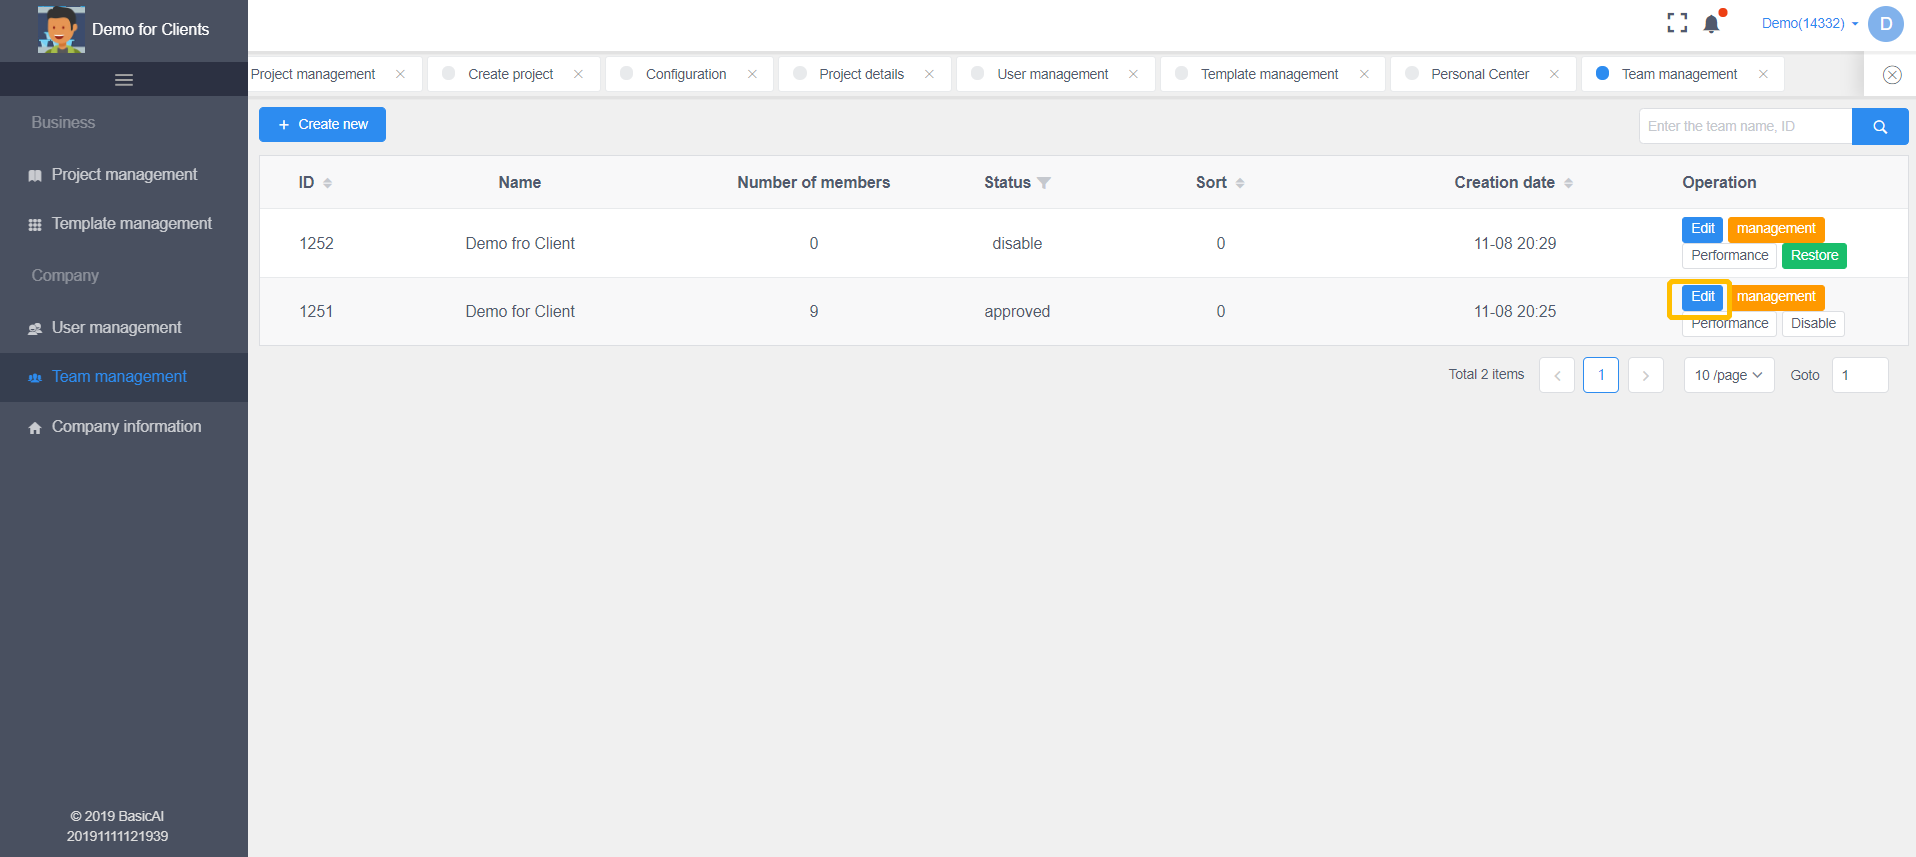 Demo for Clients
Demo(14332)
D
Project management
Create project
Configuration
Project details
User management
Template management
Personal Center
Team management
Business
Project management
Template management
Company
User management
Team management
Company information
© 2019 BasicAI
20191111121939
+ Create new
Enter the team name, ID
ID Name Number of members Status Sort Creation date Operation
1252 Demo fro Client 0 disable 0 11-08 20:29 Edit management
Performance Restore
1251 Demo for Client 9 approved 0 11-08 20:25 Edit management
Performance Disable
Total 2 items < 1 > 10 /page Goto 1